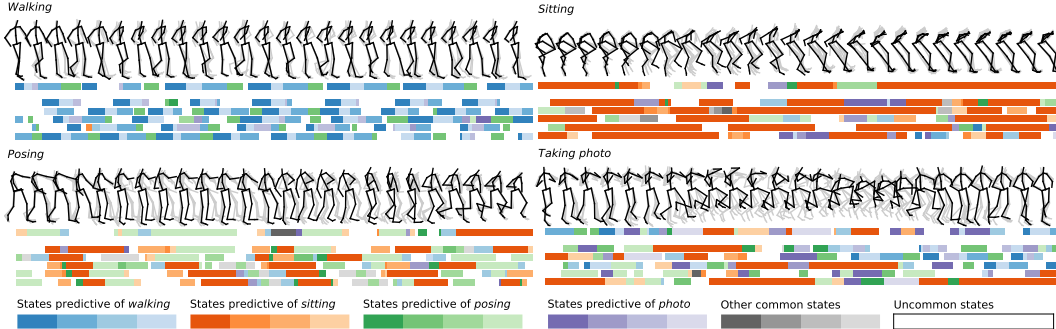 Walking
Sitting
Posing
Taking photo
States predictive of walking
States predictive of sitting
States predictive of posing
States predictive of photo
Other common states
Uncommon states